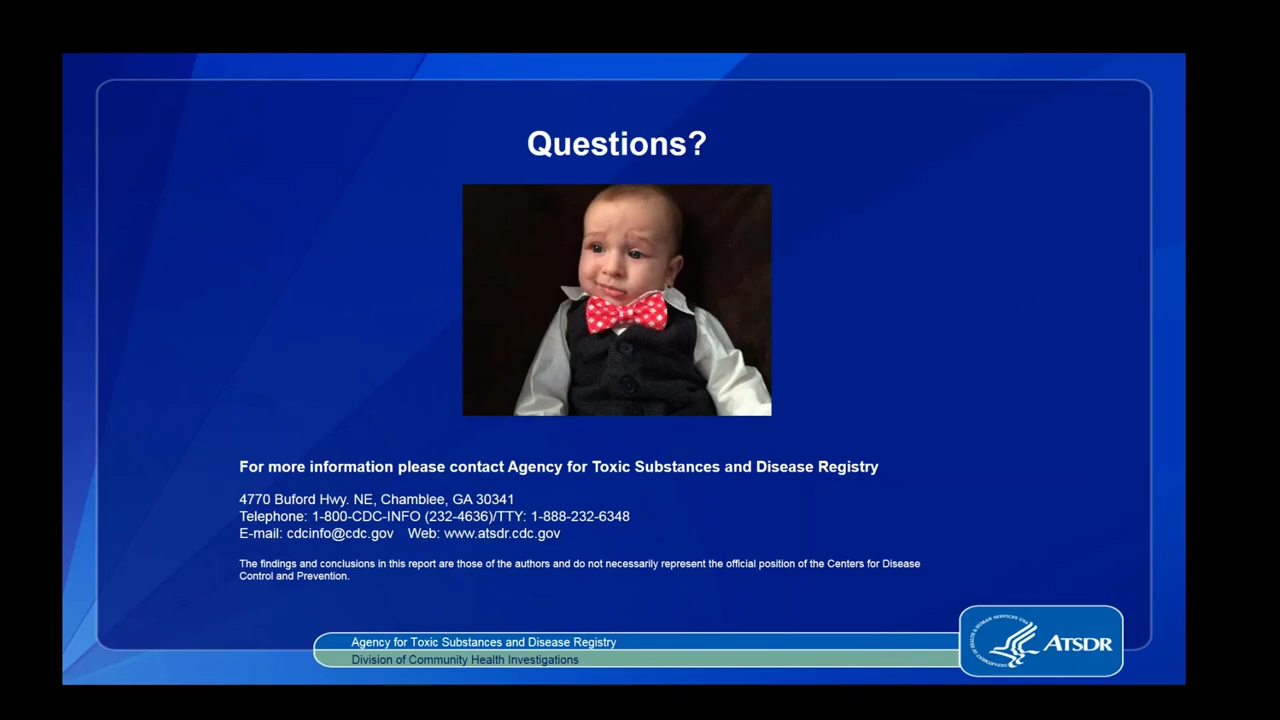 Questions?
For more information please contact Agency for Toxic Substances and Disease Registry
4770 Buford Hwy. NE, Chamblee, GA 30341
Telephone: 1-800-CDC-INFO (232-4636)/TTY: 1-888-232-6348
E-mail: cdcinfo@cdc.gov Web: www.atsdr.cdc.gov
The findings and conclusions in this report are those of the authors and do not necessarily represent the official position of the Centers for Disease
Control and Prevention.
Agency for Toxic Substances and Disease Registry
Division of Community Health Investigations
ATSDR